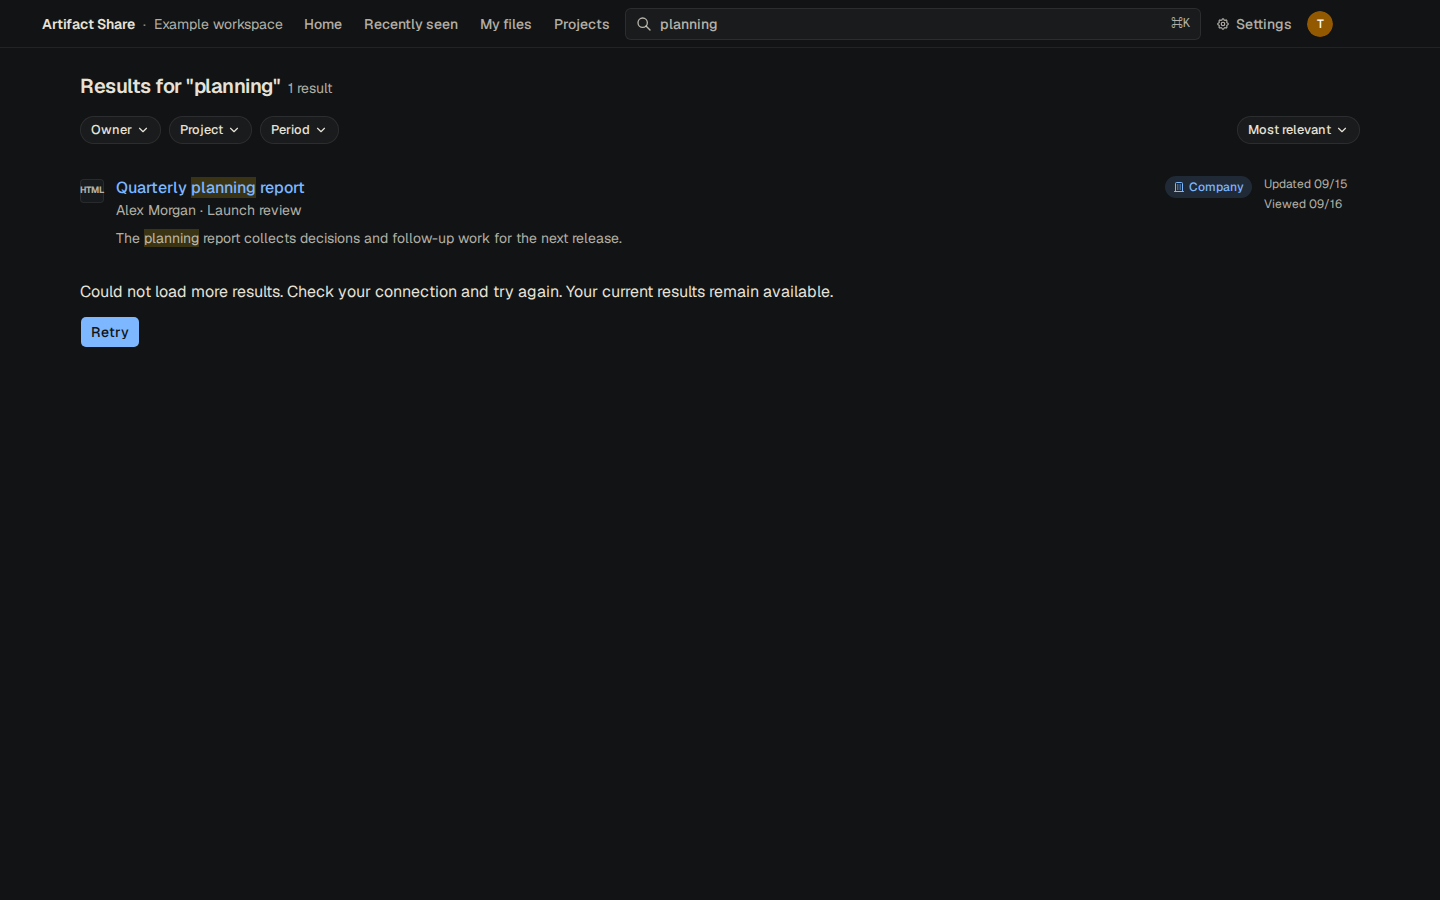 Artifact Share · Example workspace Home Recently seen My files Projects planning ⌘K Settings T
Results for "planning" 1 result
Owner Project Period Most relevant
HTML Quarterly planning report Company Updated 09/15
Alex Morgan · Launch review Viewed 09/16
The planning report collects decisions and follow-up work for the next release.
Could not load more results. Check your connection and try again. Your current results remain available.
Retry